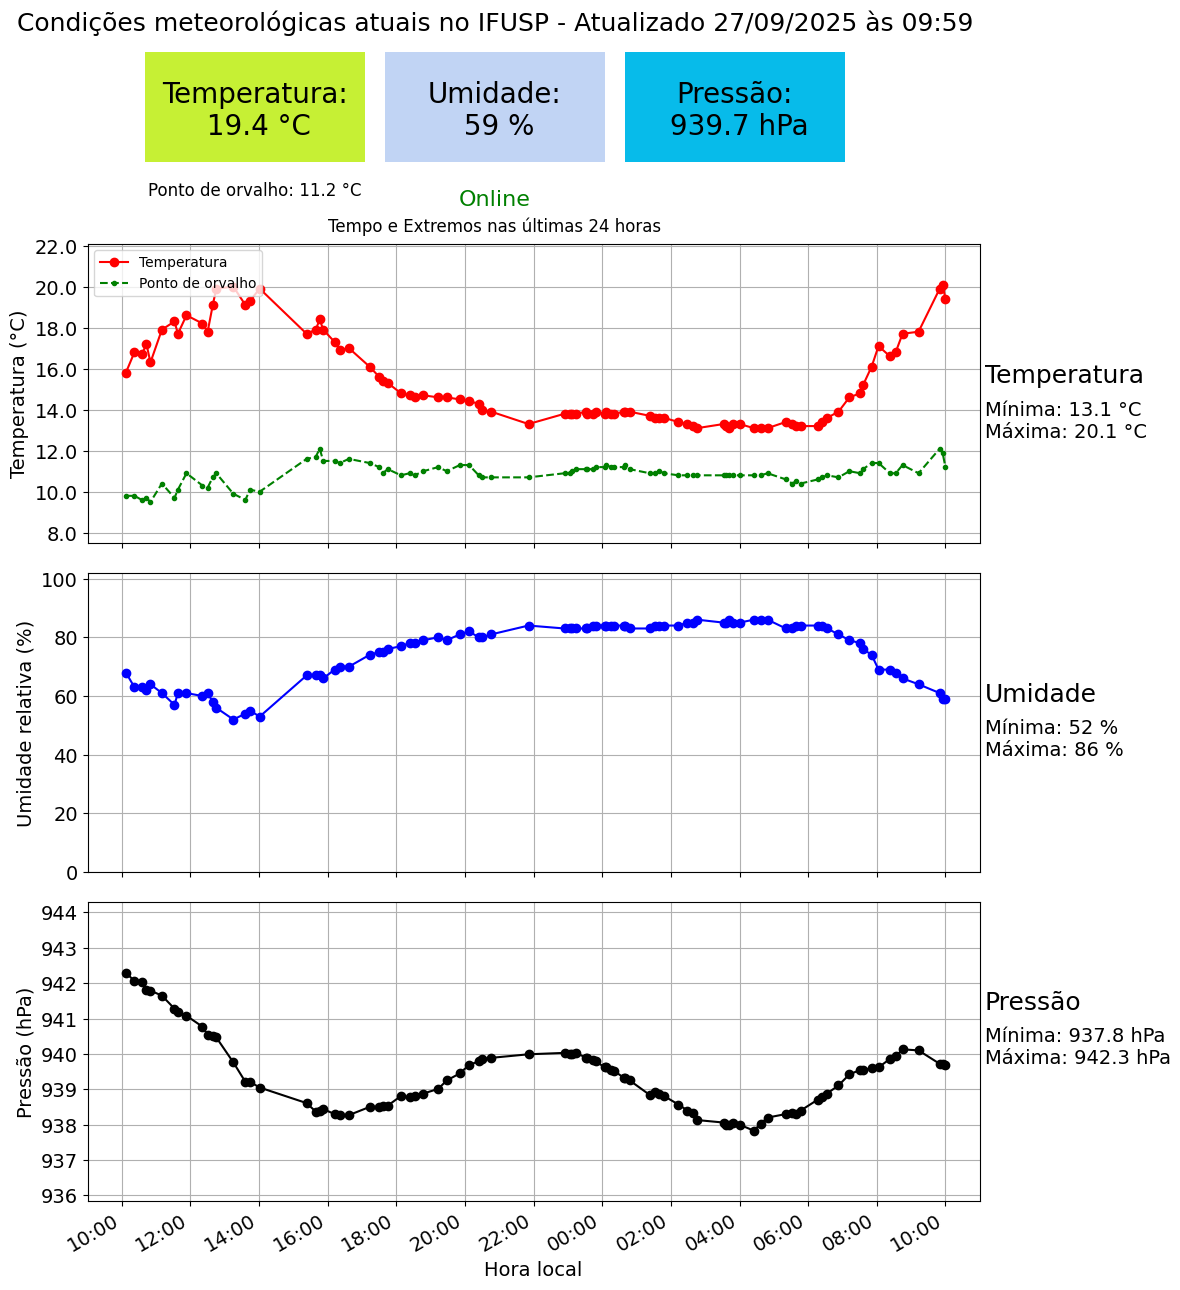 Condições meteorológicas atuais no IFUSP - Atualizado 27/09/2025 às 09:59
Temperatura:
19.4 °C
Umidade:
59 %
Pressão:
939.7 hPa
Ponto de orvalho: 11.2 °C
Online
Tempo e Extremos nas últimas 24 horas
Temperatura (°C)
22.0
20.0
18.0
16.0
14.0
12.0
10.0
8.0
Temperatura
Ponto de orvalho
Temperatura
Mínima: 13.1 °C
Máxima: 20.1 °C
Umidade relativa (%)
100
80
60
40
20
0
Umidade
Mínima: 52 %
Máxima: 86 %
Pressão (hPa)
944
943
942
941
940
939
938
937
936
Pressão
Mínima: 937.8 hPa
Máxima: 942.3 hPa
10:00 12:00 14:00 16:00 18:00 20:00 22:00 00:00 02:00 04:00 06:00 08:00 10:00
Hora local